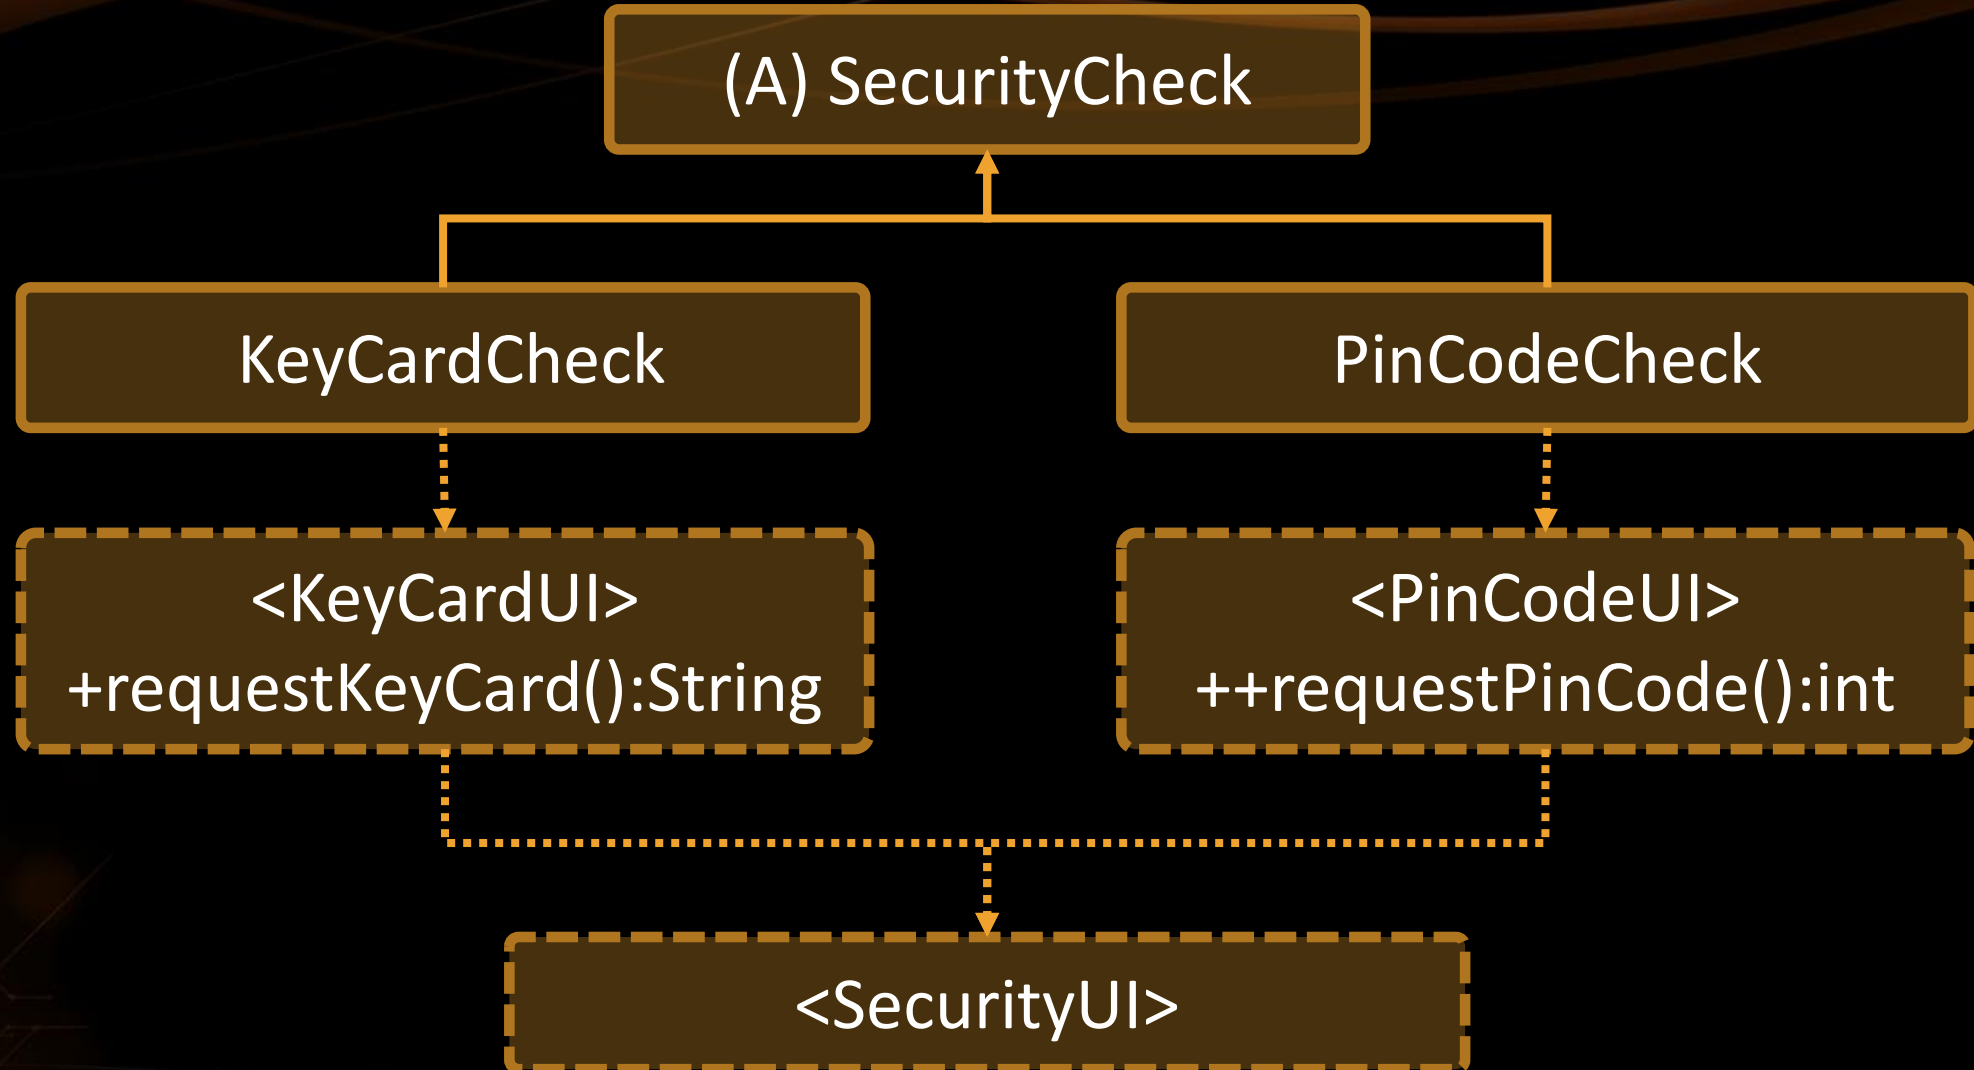 (A) SecurityCheck
KeyCardCheck
PinCodeCheck
<KeyCardUI>
+requestKeyCard():String
<PinCodeUI>
++requestPinCode():int
<SecurityUI>